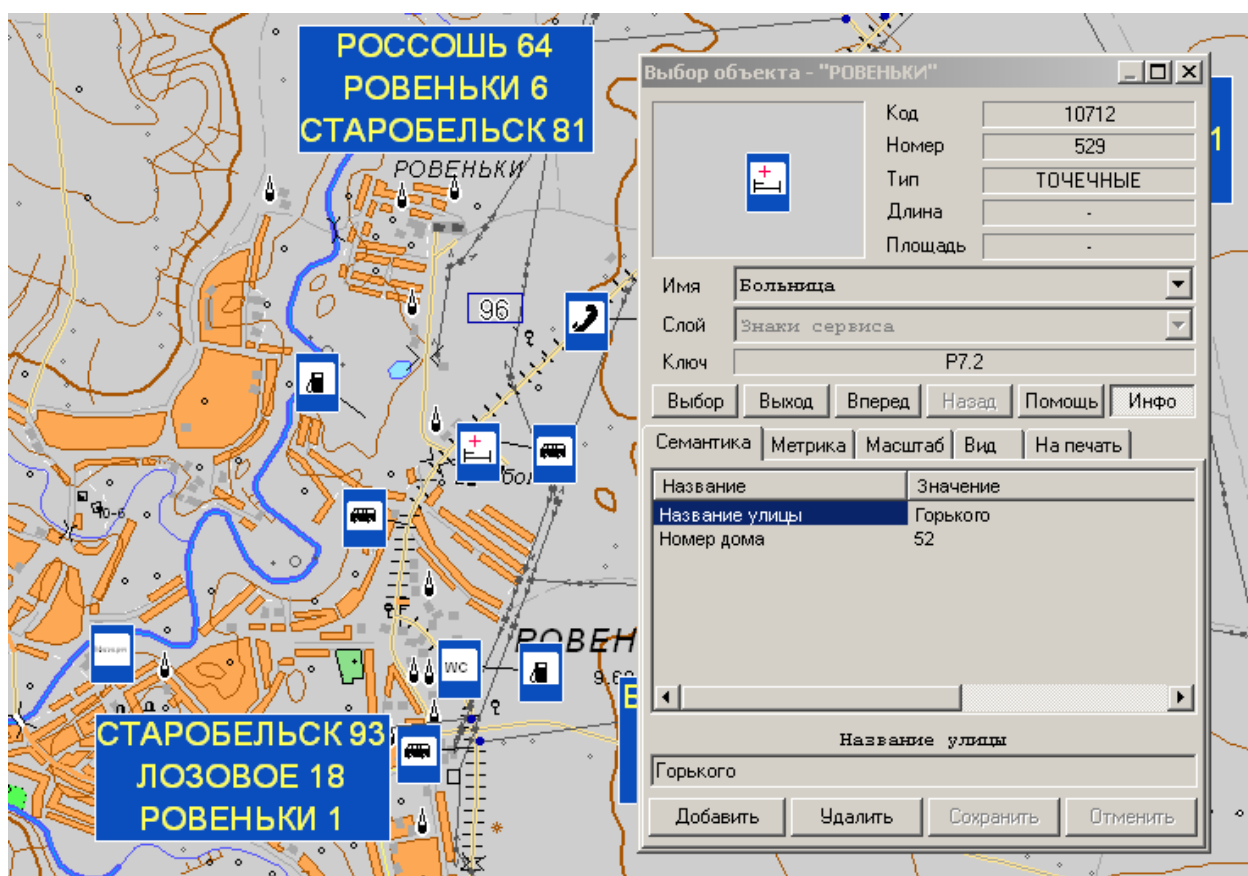 РОССОШЬ 64
РОВЕНЬКИ 6
СТАРОБЕЛЬСК 81
РОВЕНЬКИ
96
WC
РОВЕН
СТАРОБЕЛЬСК 93
ЛОЗОВОЕ 18
РОВЕНЬКИ 1
1
Выбор объекта - "РОВЕНЬКИ"
Код 10712
Номер 529
Тип ТОЧЕЧНЫЕ
Длина -
Площадь -
Имя Больница
Слой Знаки сервиса
Ключ P7.2
Выбор Выход Вперед Назад Помощь Инфо
Семантика Метрика Масштаб Вид На печать
Название Значение
Название улицы Горького
Номер дома 52
Название улицы
Горького
Добавить Удалить Сохранить Отменить